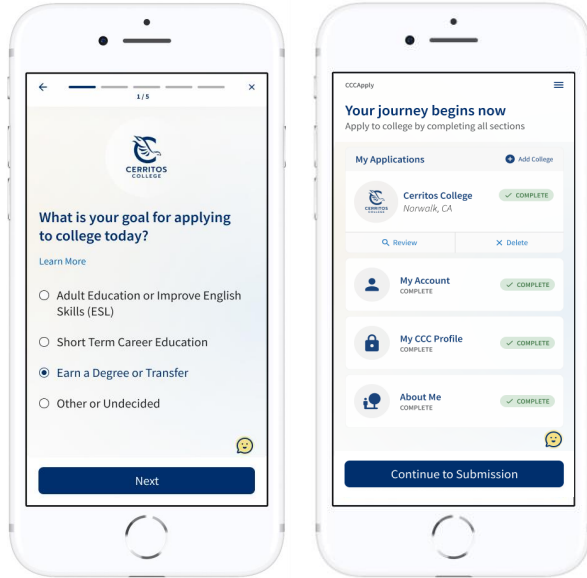 1 / 5
CERRITOS
COLLEGE
What is your goal for applying
to college today?
Learn More
Adult Education or Improve English
Skills (ESL)
Short Term Career Education
Earn a Degree or Transfer
Other or Undecided
Next
CCCApply
Your journey begins now
Apply to college by completing all sections
My Applications
Add College
CERRITOS
COLLEGE
Cerritos College
Norwalk, CA
COMPLETE
Review
Delete
My Account
COMPLETE
COMPLETE
My CCC Profile
COMPLETE
COMPLETE
About Me
COMPLETE
COMPLETE
Continue to Submission